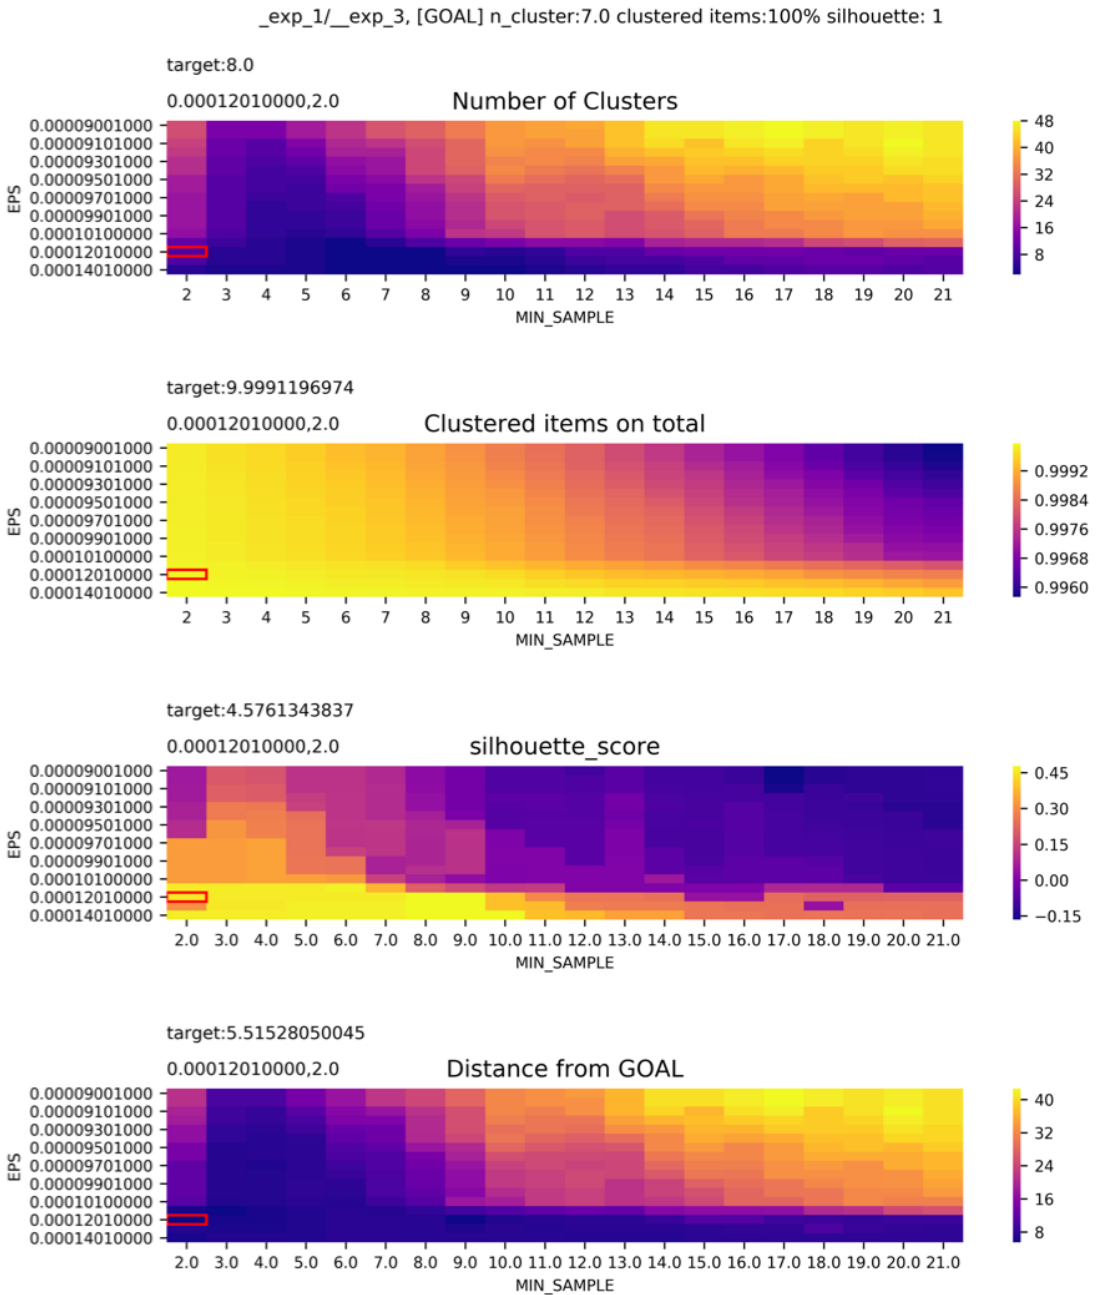 _exp_1/__exp_3, [GOAL] n_cluster:7.0 clustered items:100% silhouette: 1
target:8.0
0.00012010000,2.0
Number of Clusters
EPS
0.00009001000
0.00009101000
0.00009301000
0.00009501000
0.00009701000
0.00009901000
0.00010100000
0.00012010000
0.00014010000
2 3 4 5 6 7 8 9 10 11 12 13 14 15 16 17 18 19 20 21
MIN_SAMPLE
48
40
32
24
16
8
target:9.9991196974
0.00012010000,2.0
Clustered items on total
EPS
0.00009001000
0.00009101000
0.00009301000
0.00009501000
0.00009701000
0.00009901000
0.00010100000
0.00012010000
0.00014010000
2 3 4 5 6 7 8 9 10 11 12 13 14 15 16 17 18 19 20 21
MIN_SAMPLE
0.9992
0.9984
0.9976
0.9968
0.9960
target:4.5761343837
0.00012010000,2.0
silhouette_score
EPS
0.00009001000
0.00009101000
0.00009301000
0.00009501000
0.00009701000
0.00009901000
0.00010100000
0.00012010000
0.00014010000
2.0 3.0 4.0 5.0 6.0 7.0 8.0 9.0 10.0 11.0 12.0 13.0 14.0 15.0 16.0 17.0 18.0 19.0 20.0 21.0
MIN_SAMPLE
0.45
0.30
0.15
0.00
−0.15
target:5.51528050045
0.00012010000,2.0
Distance from GOAL
EPS
0.00009001000
0.00009101000
0.00009301000
0.00009501000
0.00009701000
0.00009901000
0.00010100000
0.00012010000
0.00014010000
2.0 3.0 4.0 5.0 6.0 7.0 8.0 9.0 10.0 11.0 12.0 13.0 14.0 15.0 16.0 17.0 18.0 19.0 20.0 21.0
MIN_SAMPLE
40
32
24
16
8